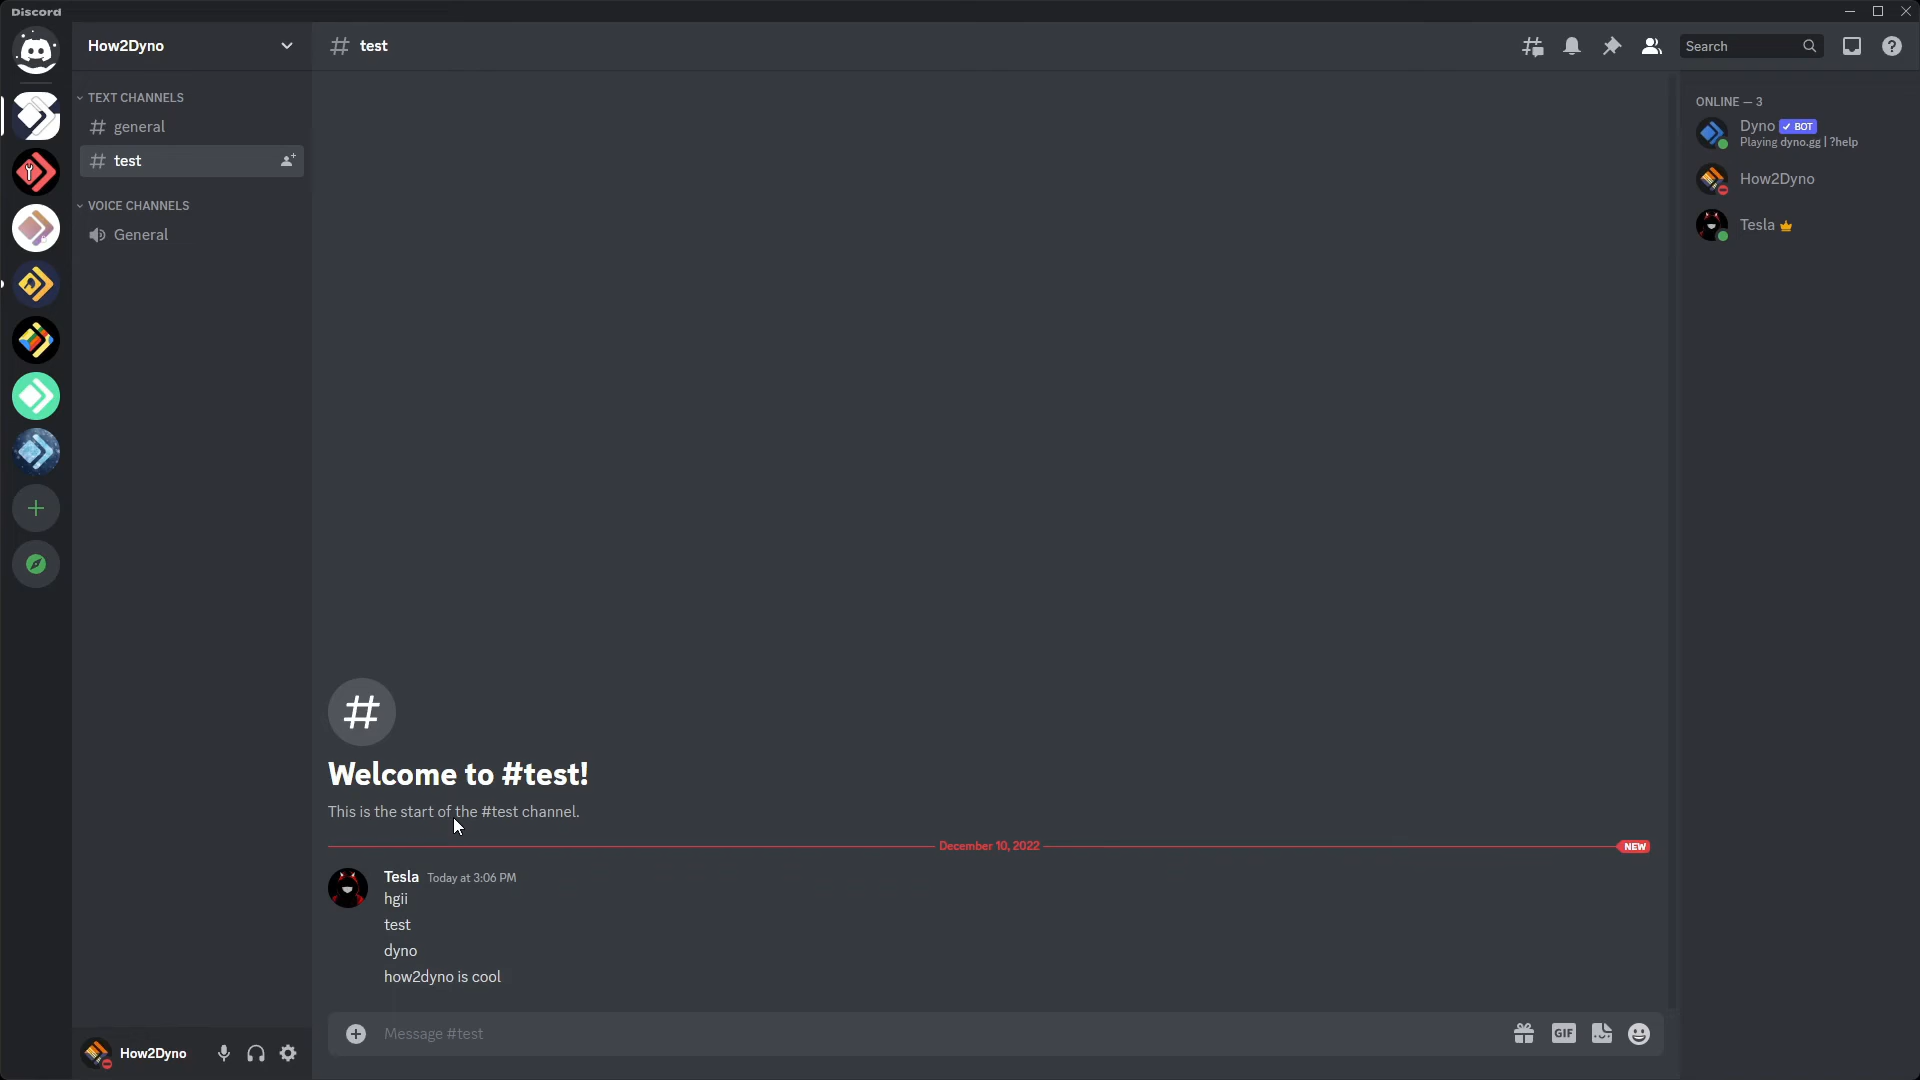 Discord
How2Dyno
test
Search
TEXT CHANNELS
general
test
VOICE CHANNELS
General
ONLINE — 3
Dyno ✓ BOT
Playing dyno.gg | ?help
How2Dyno
Tesla
Welcome to #test!
This is the start of the #test channel.
December 10, 2022
NEW
Tesla Today at 3:06 PM
hgii
test
dyno
how2dyno is cool
Message #test
GIF
How2Dyno